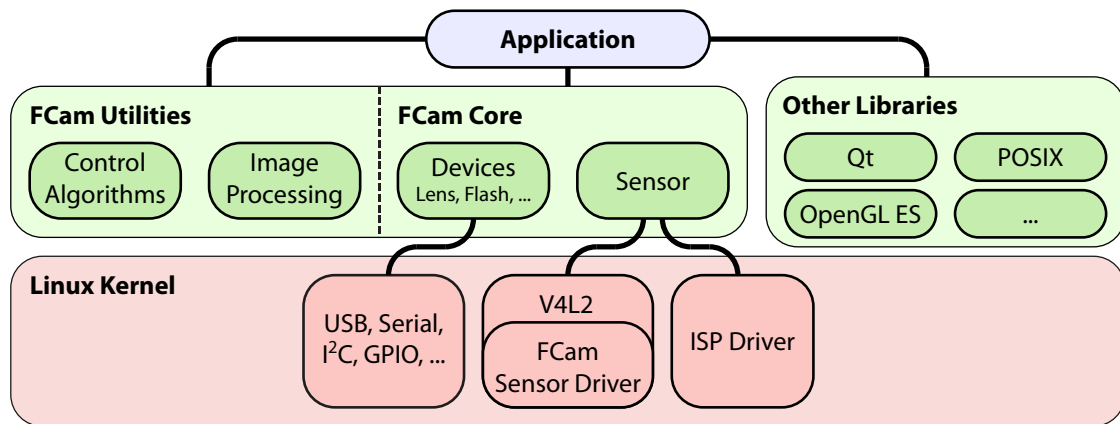 Application
FCam Utilities
Control
Algorithms
Image
Processing
FCam Core
Devices
Lens, Flash, ...
Sensor
Other Libraries
Qt
POSIX
OpenGL ES
...
Linux Kernel
USB, Serial,
I²C, GPIO, ...
V4L2
FCam
Sensor Driver
ISP Driver